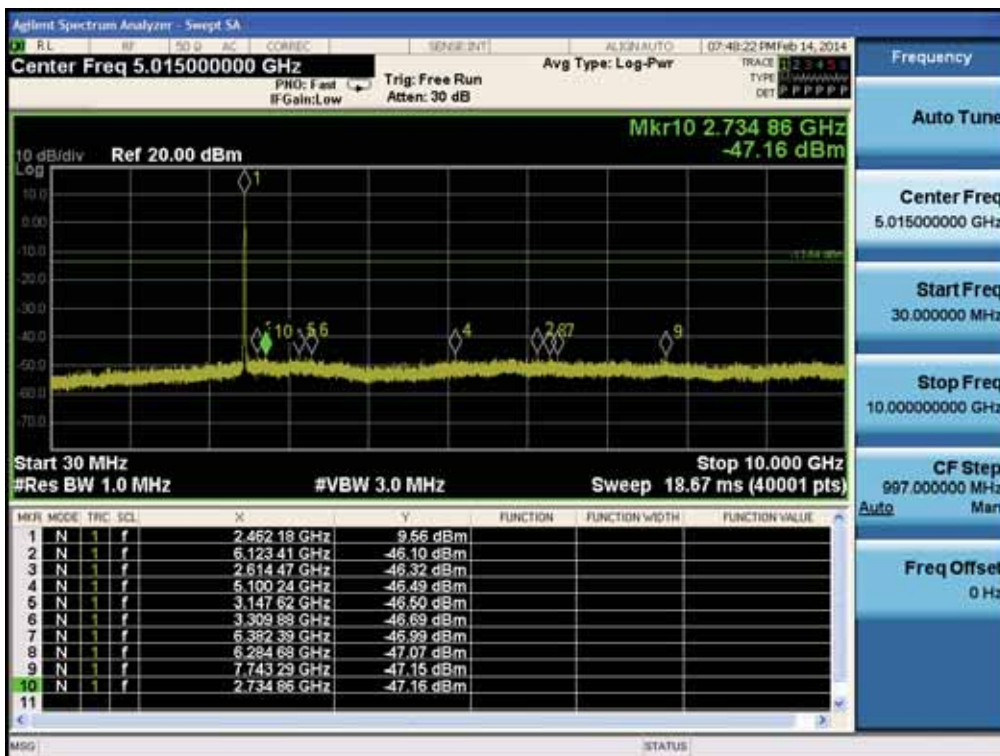 Agilent Spectrum Analyzer - Swept SA
RL RF 50 Ω AC CORREC SENSE:INT ALIGNAUTO 07:48:22 PM Feb 14, 2014
Center Freq 5.015000000 GHz
PNO: Fast
IFGain:Low
Trig: Free Run
Atten: 30 dB
Avg Type: Log-Pwr
TRACE 1 2 3 4 5 6
TYPE
DET P P P P P P
Mkr10 2.734 86 GHz
-47.16 dBm
10 dB/div Ref 20.00 dBm
Log
10.0
0.00
-10.0
-20.0
-30.0
-40.0
-50.0
-60.0
-70.0
1
10
6
4
7
9
Start 30 MHz
Stop 10.000 GHz
#Res BW 1.0 MHz
#VBW 3.0 MHz
Sweep 18.67 ms (40001 pts)
MKR MODE TRC SCL X Y FUNCTION FUNCTION WIDTH FUNCTION VALUE
1 N 1 f 2.462 18 GHz 9.56 dBm
2 N 1 f 6.123 41 GHz -46.10 dBm
3 N 1 f 2.614 47 GHz -46.32 dBm
4 N 1 f 5.100 24 GHz -46.49 dBm
5 N 1 f 3.147 62 GHz -46.50 dBm
6 N 1 f 3.309 88 GHz -46.69 dBm
7 N 1 f 6.382 39 GHz -46.99 dBm
8 N 1 f 6.284 68 GHz -47.07 dBm
9 N 1 f 7.743 29 GHz -47.15 dBm
10 N 1 f 2.734 86 GHz -47.16 dBm
11
MSG
STATUS
Frequency
Auto Tune
Center Freq
5.015000000 GHz
Start Freq
30.000000 MHz
Stop Freq
10.000000000 GHz
CF Step
997.000000 MHz
Auto Man
Freq Offset
0 Hz